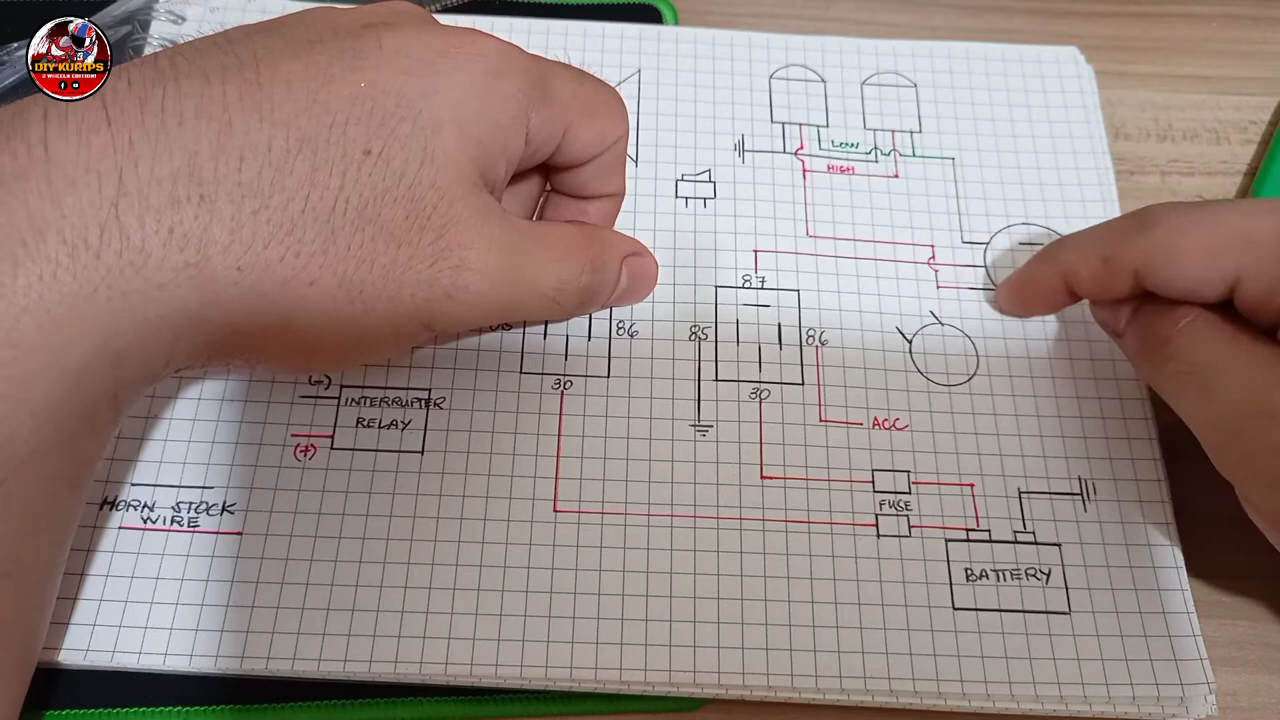 DIY KURIPS
2 WHEELS EDITION!
LOW
HIGH
87
86
85
86
30
30
(-)
INTERRUPTER
RELAY
(+)
ACC
HORN STOCK
WIRE
FUSE
BATTERY